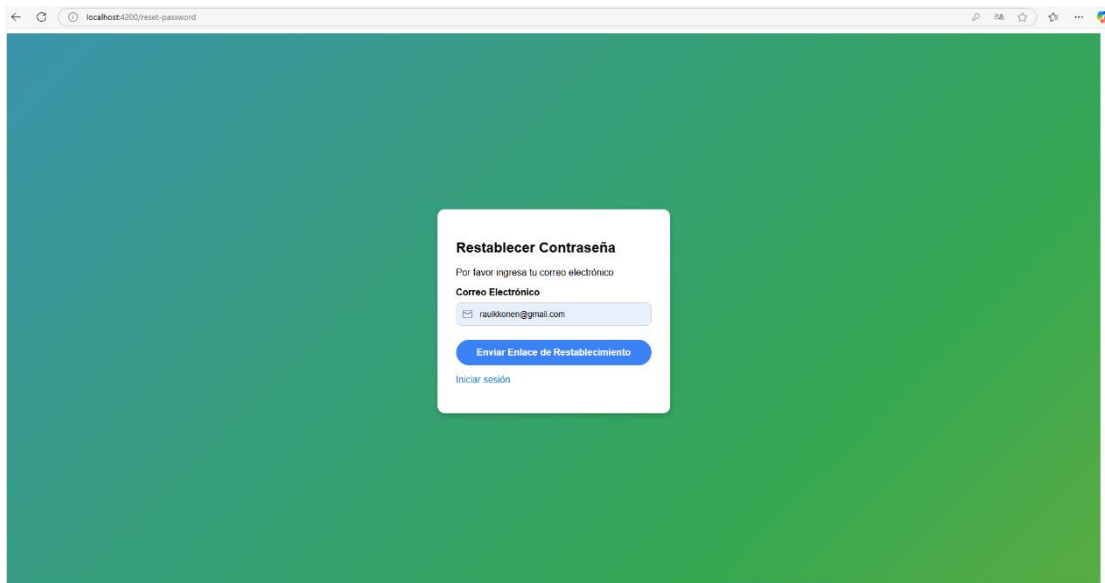 localhost:4200/reset-password
Restablecer Contraseña
Por favor ingresa tu correo electrónico
Correo Electrónico
raulkkonen@gmail.com
Enviar Enlace de Restablecimiento
Iniciar sesión